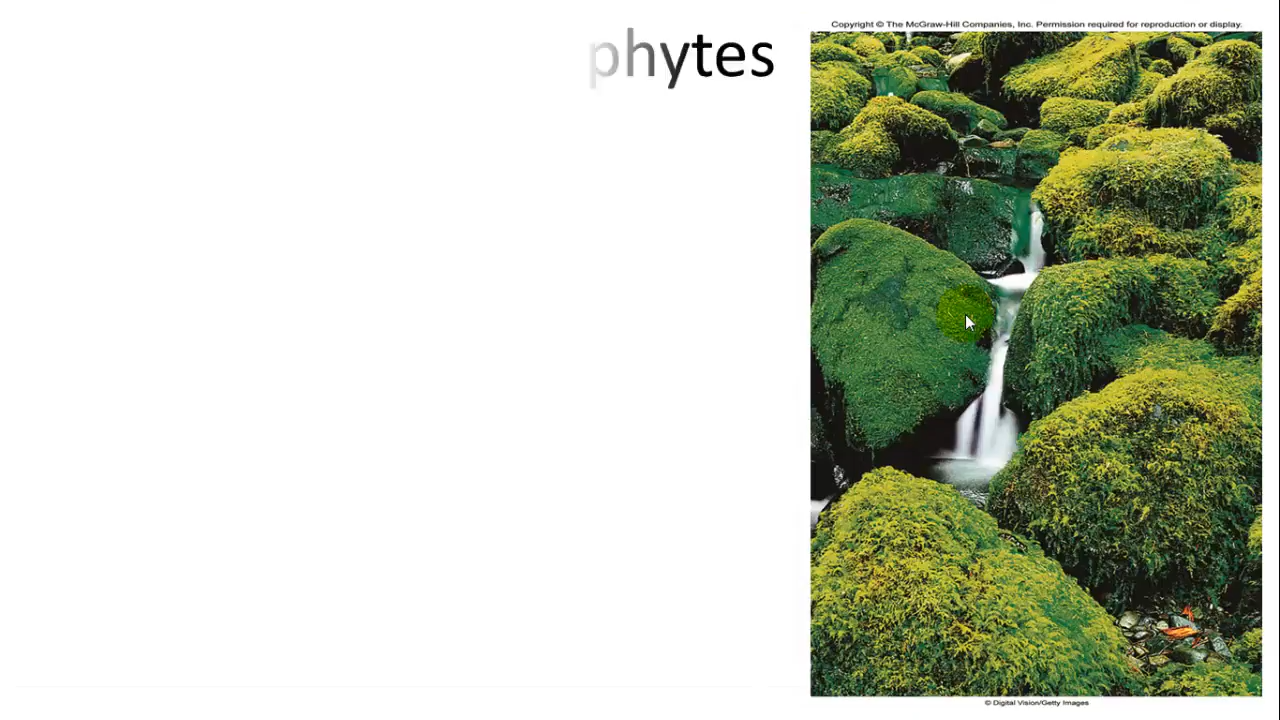 Copyright © The McGraw-Hill Companies, Inc. Permission required for reproduction or display.
phytes
© Digital Vision/Getty Images